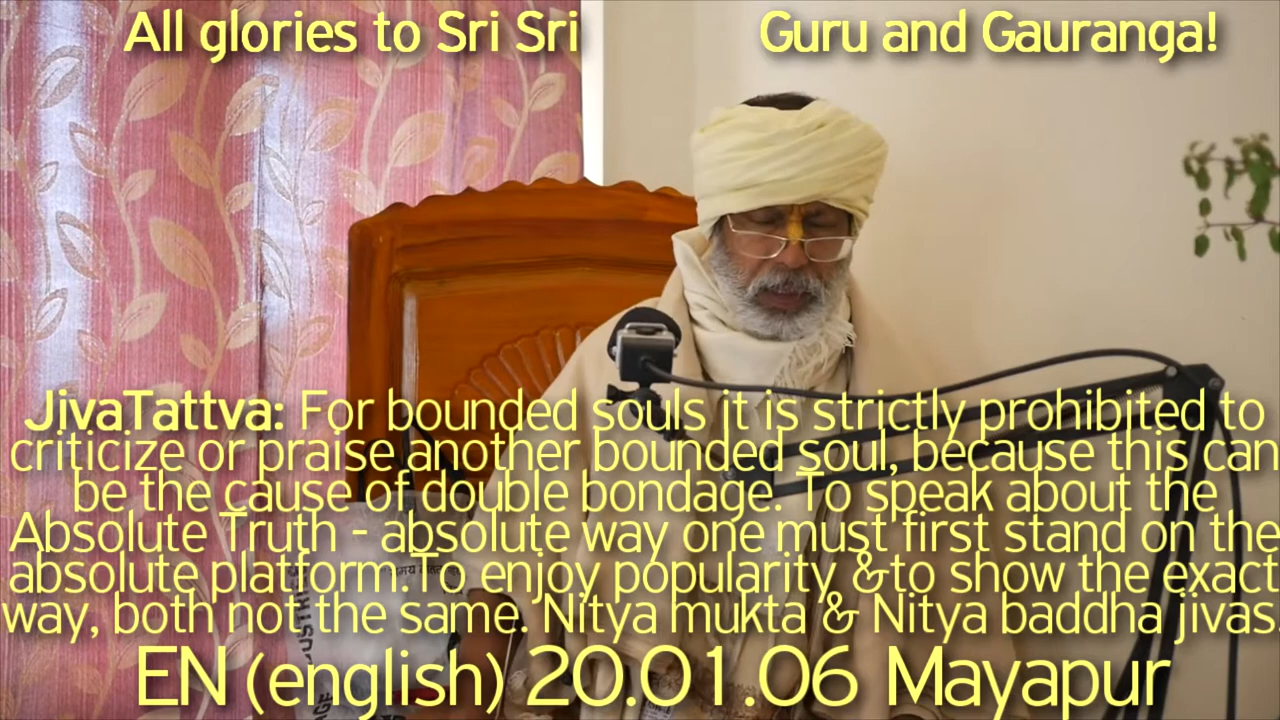 All glories to Sri Sri Guru and Gauranga!
JivaTattva: For bounded souls it is strictly prohibited to
criticize or praise another bounded soul, because this can
be the cause of double bondage. To speak about the
Absolute Truth - absolute way one must first stand on the
absolute platform.To enjoy popularity &to show the exact
way, both not the same. Nitya mukta & Nitya baddha jivas.
EN (english) 20.01.06 Mayapur